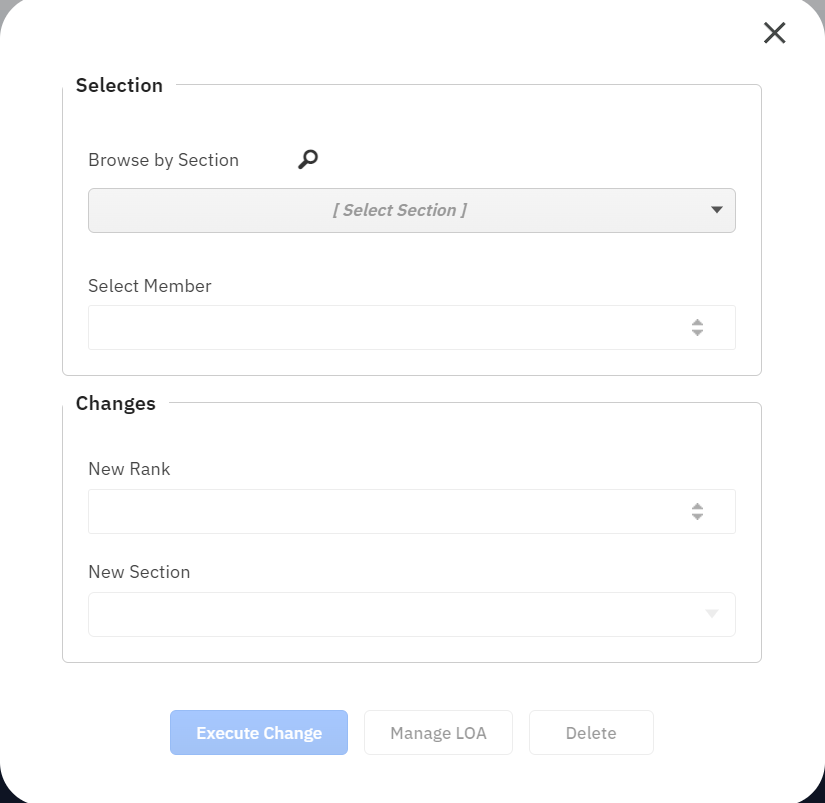 Selection
Browse by Section
[ Select Section ]
Select Member
Changes
New Rank
New Section
Execute Change
Manage LOA
Delete